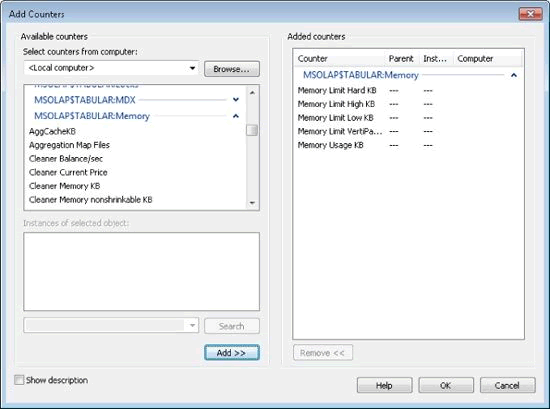 Add Counters
Available counters
Select counters from computer:
<Local computer>
Browse...
MSOLAP$TABULAR:Locks
MSOLAP$TABULAR:MDX
MSOLAP$TABULAR:Memory
AggCacheKB
Aggregation Map Files
Cleaner Balance/sec
Cleaner Current Price
Cleaner Memory KB
Cleaner Memory nonshrinkable KB
Instances of selected object:
Search
Add >>
Added counters
Counter Parent Inst... Computer
MSOLAP$TABULAR:Memory
Memory Limit Hard KB --- ---
Memory Limit High KB --- ---
Memory Limit Low KB --- ---
Memory Limit VertiPa... --- ---
Memory Usage KB --- ---
Remove <<
Show description
Help OK Cancel